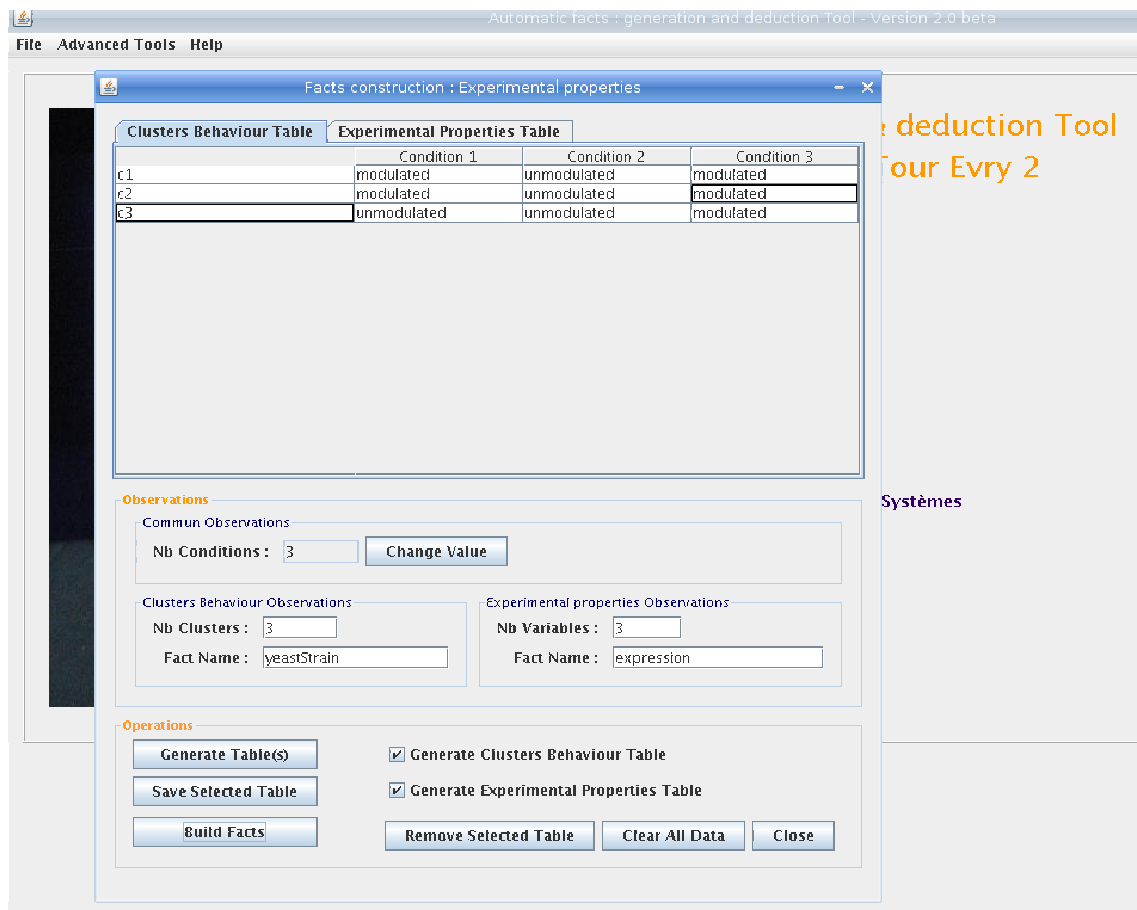 Automatic facts : generation and deduction Tool - Version 2.0 beta
File Advanced Tools Help
Facts construction : Experimental properties
deduction Tool
Tour Evry 2
Systèmes
Clusters Behaviour Table Experimental Properties Table
Condition 1 Condition 2 Condition 3
c1 modulated unmodulated modulated
c2 modulated unmodulated modulated
c3 unmodulated unmodulated modulated
Observations
Commun Observations
Nb Conditions : 3 Change Value
Clusters Behaviour Observations Experimental properties Observations
Nb Clusters : 3 Nb Variables : 3
Fact Name : yeastStrain Fact Name : expression
Operations
Generate Table(s) Generate Clusters Behaviour Table
Save Selected Table Generate Experimental Properties Table
Build Facts Remove Selected Table Clear All Data Close